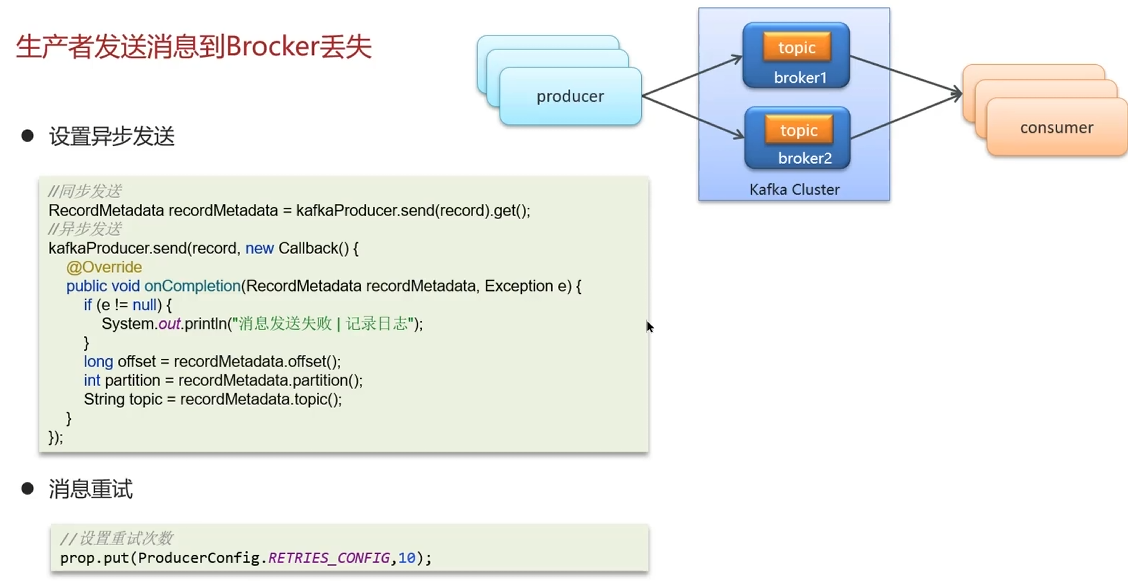 生产者发送消息到Brocker丢失
producer
topic
broker1
topic
broker2
Kafka Cluster
consumer
● 设置异步发送
//同步发送
RecordMetadata recordMetadata = kafkaProducer.send(record).get();
//异步发送
kafkaProducer.send(record, new Callback() {
@Override
public void onCompletion(RecordMetadata recordMetadata, Exception e) {
if (e != null) {
System.out.println("消息发送失败 | 记录日志");
}
long offset = recordMetadata.offset();
int partition = recordMetadata.partition();
String topic = recordMetadata.topic();
}
});
● 消息重试
//设置重试次数
prop.put(ProducerConfig.RETRIES_CONFIG,10);